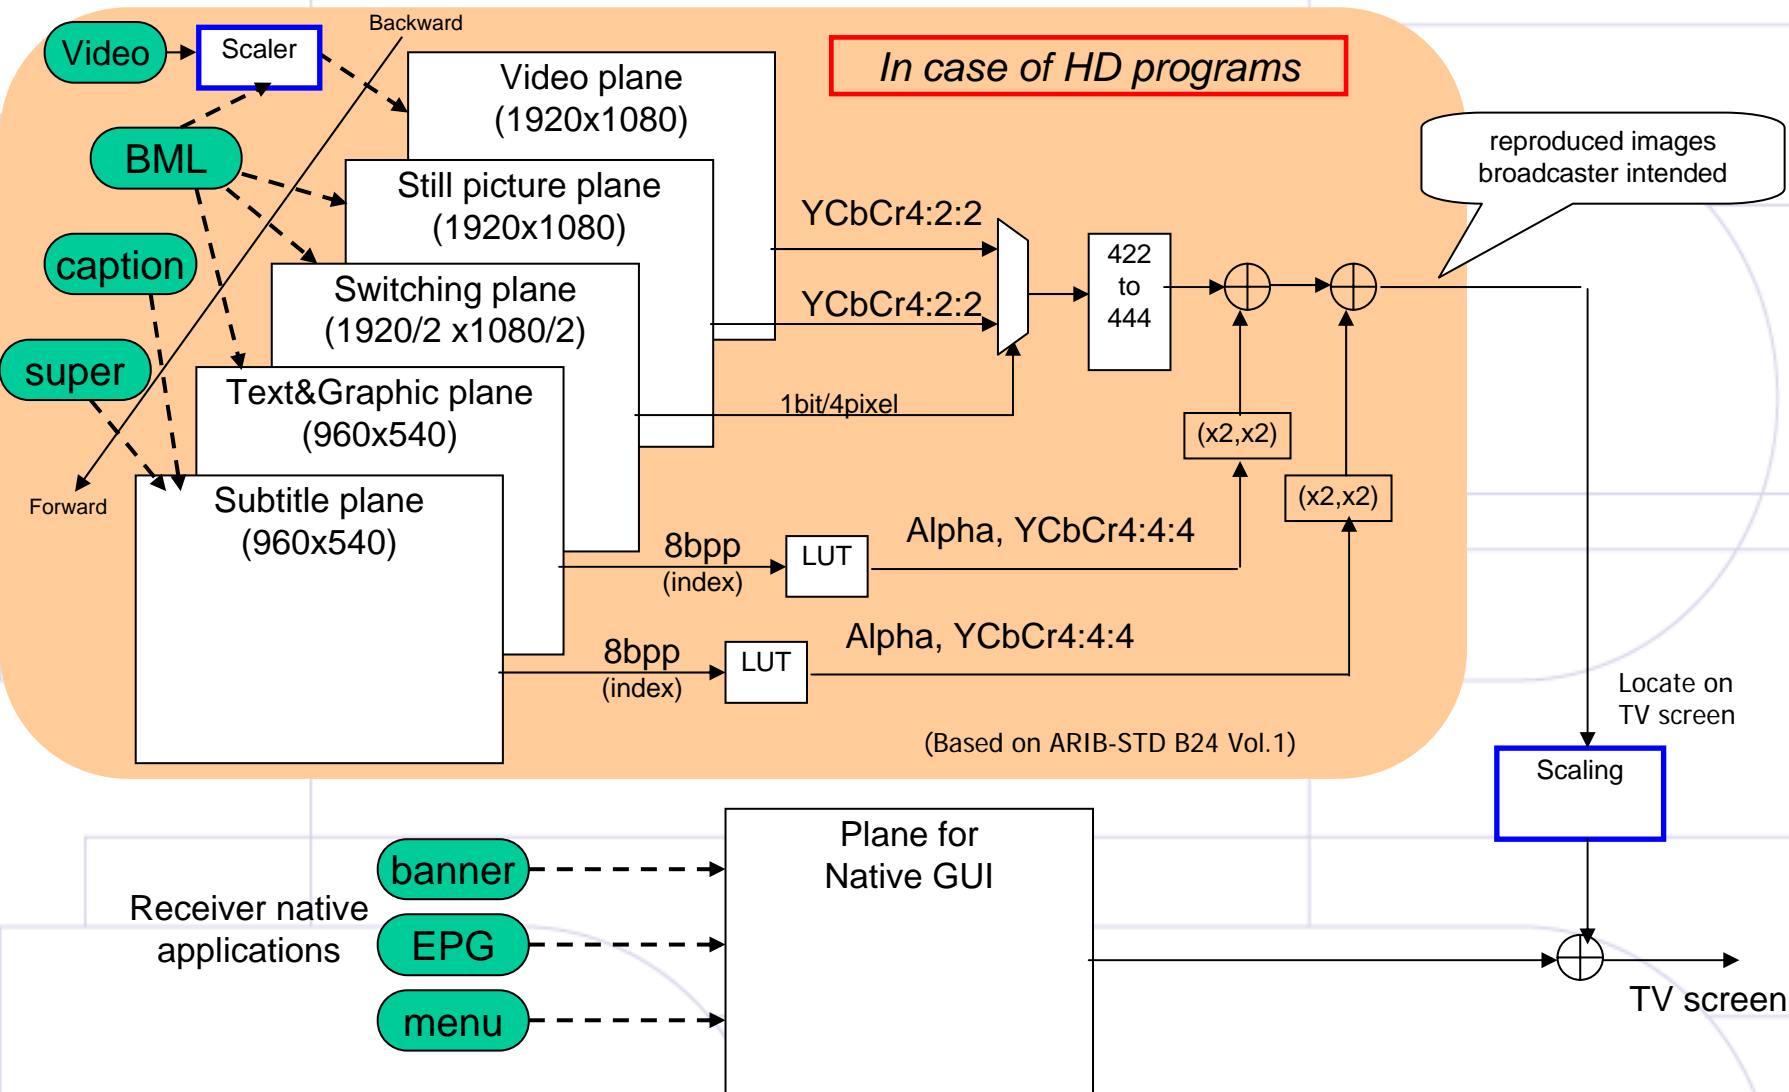 Backward
Video
Scaler
In case of HD programs
Video plane
(1920x1080)
BML
reproduced images
broadcaster intended
Still picture plane
(1920x1080)
YCbCr4:2:2
caption
422
to
444
Switching plane
(1920/2 x1080/2)
YCbCr4:2:2
super
Text&Graphic plane
(960x540)
1bit/4pixel
(x2,x2)
Forward
Subtitle plane
(960x540)
(x2,x2)
8bpp
(index)
LUT
Alpha, YCbCr4:4:4
8bpp
(index)
LUT
Alpha, YCbCr4:4:4
Locate on
TV screen
(Based on ARIB-STD B24 Vol.1)
Scaling
Plane for
Native GUI
banner
Receiver native
applications
EPG
menu
TV screen